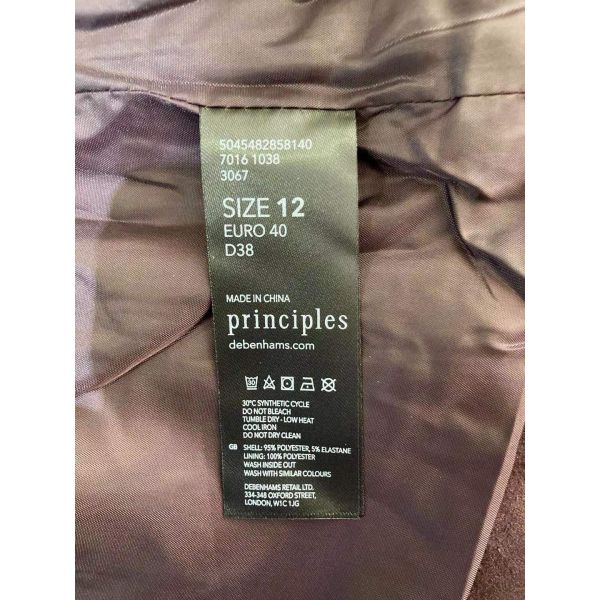 5045482858140
7016 1038
3067
SIZE 12
EURO 40
D38
MADE IN CHINA
principles
debenhams.com
30
30°C SYNTHETIC CYCLE
DO NOT BLEACH
TUMBLE DRY - LOW HEAT
COOL IRON
DO NOT DRY CLEAN
GB SHELL: 95% POLYESTER, 5% ELASTANE
LINING: 100% POLYESTER
WASH INSIDE OUT
WASH WITH SIMILAR COLOURS
DEBENHAMS RETAIL LTD.
334-348 OXFORD STREET,
LONDON, W1C 1JG